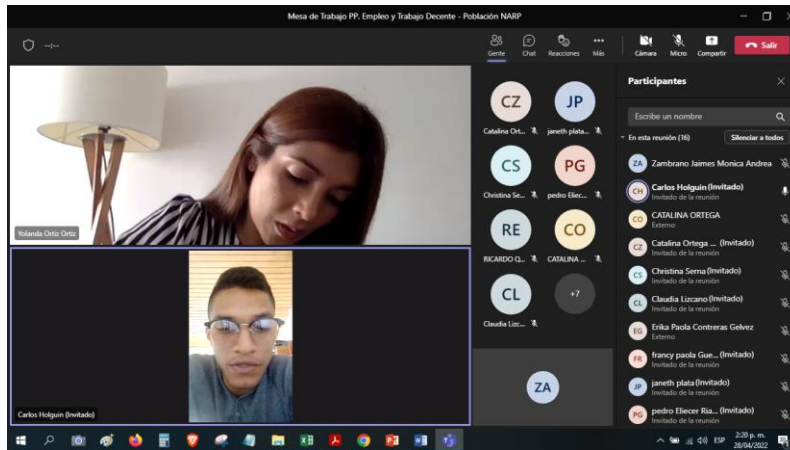 Mesa de Trabajo PP. Empleo y Trabajo Decente - Población NARP
--:--
Gente
Chat
Reacciones
Más
Cámara
Micro
Compartir
Salir
Yolanda Ortiz Ortiz
Carlos Holguin (Invitado)
CZ
JP
Catalina Ort...
janeth plata...
CS
PG
Christina Se...
pedro Eliec...
RE
CO
RICARDO Q...
CATALINA ...
CL
+7
Claudia Lizc...
ZA
Participantes
Escribe un nombre
En esta reunión (16)
Silenciar a todos
ZA
Zambrano Jaimes Monica Andrea
CH
Carlos Holguin (Invitado)
Invitado de la reunión
CO
CATALINA ORTEGA
Externo
CZ
Catalina Ortega ... (Invitado)
Invitado de la reunión
CS
Christina Serna (Invitado)
Invitado de la reunión
CL
Claudia Lizcano (Invitado)
Invitado de la reunión
EG
Erika Paola Contreras Gelvez
Externo
FR
francy paola Gue... (Invitado)
Invitado de la reunión
JP
janeth plata (Invitado)
Invitado de la reunión
PG
pedro Eliecer Ria... (Invitado)
Invitado de la reunión
ESP
2:20 p. m.
28/04/2022